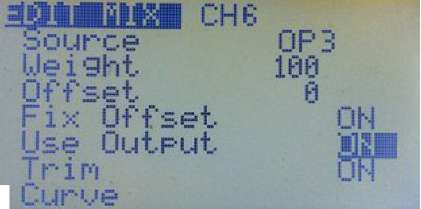 EDIT MIX CH6
Source OP3
Weight 100
Offset 0
Fix Offset ON
Use Output ON
Trim ON
Curve